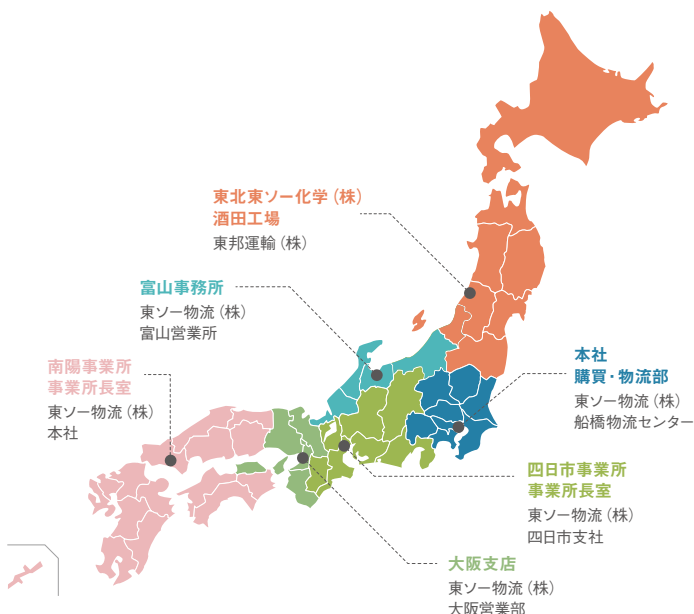 東北東ソー化学(株)
酒田工場
東邦運輸(株)
富山事務所
東ソー物流(株)
富山営業所
南陽事業所
事業所長室
東ソー物流(株)
本社
本社
購買・物流部
東ソー物流(株)
船橋物流センター
四日市事業所
事業所長室
東ソー物流(株)
四日市支社
大阪支店
東ソー物流(株)
大阪営業部